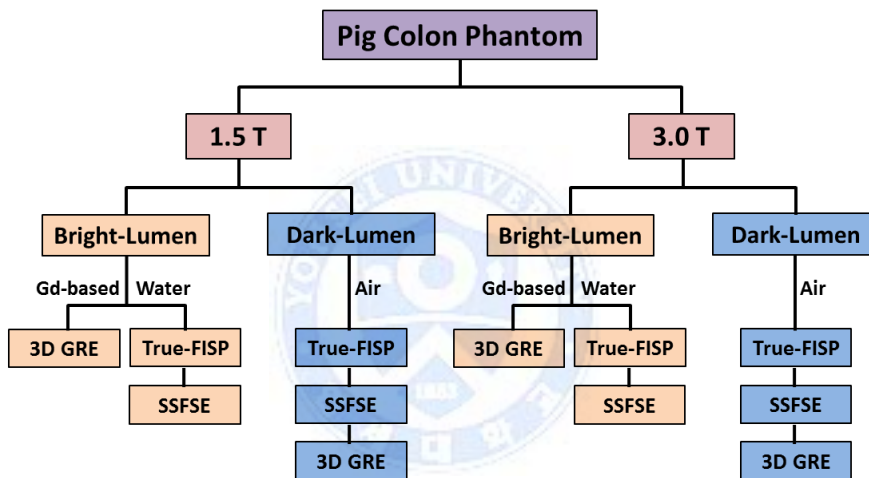 Pig Colon Phantom
1.5 T
3.0 T
Bright-Lumen
Dark-Lumen
Bright-Lumen
Dark-Lumen
Gd-based Water
Air
Gd-based Water
Air
3D GRE
True-FISP
True-FISP
3D GRE
True-FISP
True-FISP
SSFSE
SSFSE
SSFSE
SSFSE
3D GRE
3D GRE
1885